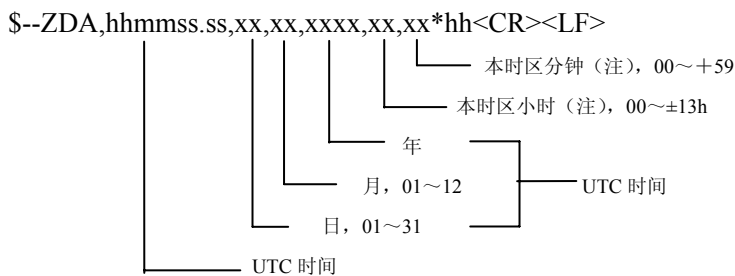 $--ZDA,hhmmss.ss,xx,xx,xxxx,xx,xx*hh<CR><LF>
本时区分钟（注），00～＋59
本时区小时（注），00～±13h
年
月，01～12
UTC 时间
日，01～31
UTC 时间